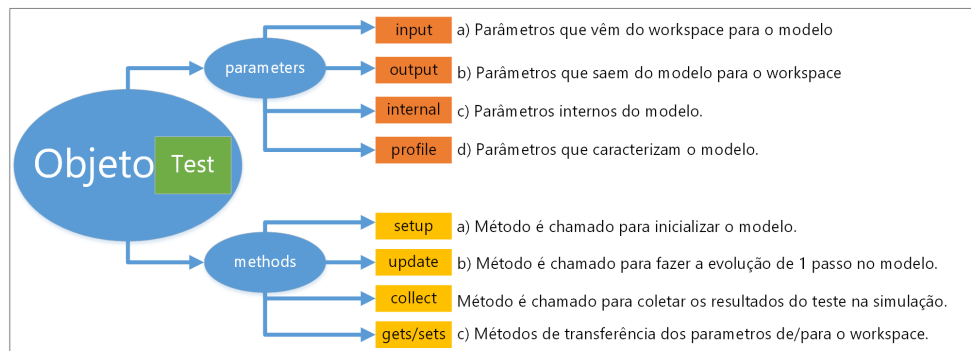 input a) Parâmetros que vêm do workspace para o modelo
parameters
output b) Parâmetros que saem do modelo para o workspace
internal c) Parâmetros internos do modelo.
profile d) Parâmetros que caracterizam o modelo.
Objeto Test
setup a) Método é chamado para inicializar o modelo.
methods
update b) Método é chamado para fazer a evolução de 1 passo no modelo.
collect Método é chamado para coletar os resultados do teste na simulação.
gets/sets c) Métodos de transferência dos parametros de/para o workspace.